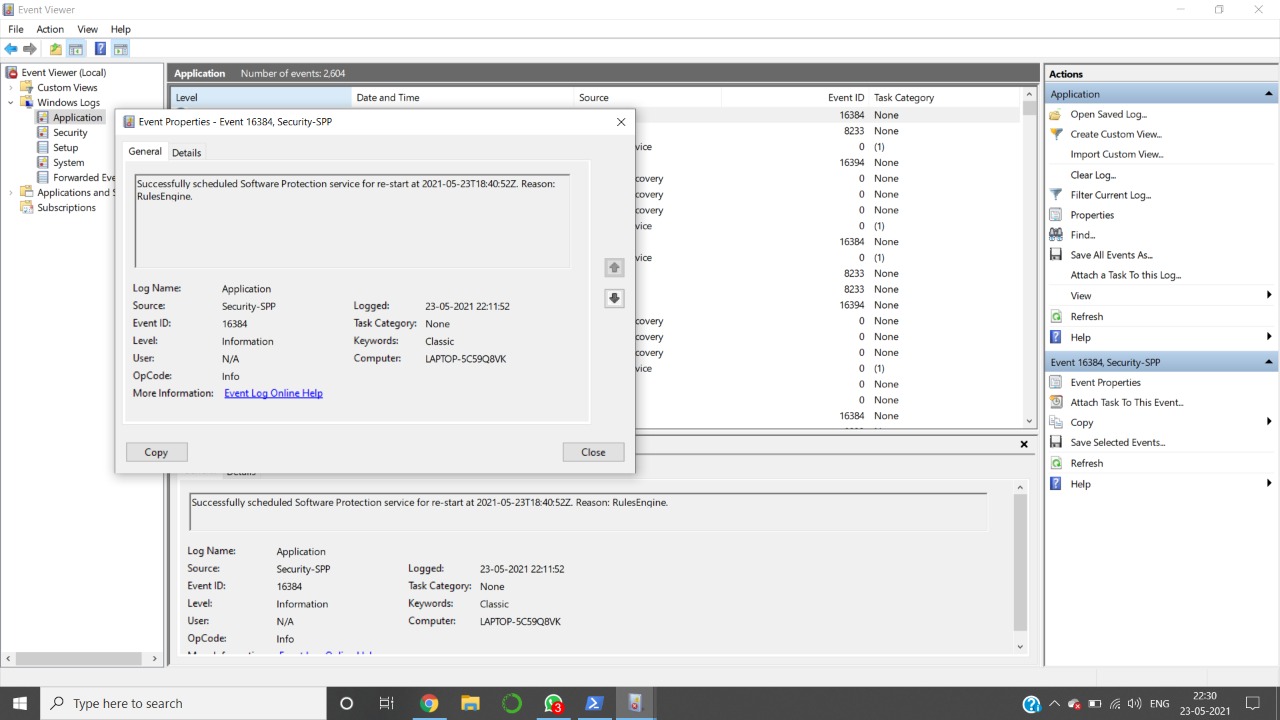 Event Viewer
File Action View Help
Event Viewer (Local)
Custom Views
Windows Logs
Application
Security
Setup
System
Forwarded Eve
Applications and S
Subscriptions
Application Number of events: 2,604
Level Date and Time Source Event ID Task Category
16384 None
8233 None
vice 0 (1)
16394 None
covery 0 None
covery 0 None
vice 0 (1)
16384 None
vice 0 (1)
8233 None
8233 None
16394 None
covery 0 None
covery 0 None
covery 0 None
vice 0 (1)
0 None
0 None
16384 None
Event Properties - Event 16384, Security-SPP
General Details
Successfully scheduled Software Protection service for re-start at 2021-05-23T18:40:52Z. Reason:
RulesEngine.
Log Name: Application
Source: Security-SPP Logged: 23-05-2021 22:11:52
Event ID: 16384 Task Category: None
Level: Information Keywords: Classic
User: N/A Computer: LAPTOP-5C59Q8VK
OpCode: Info
More Information: Event Log Online Help
Copy Close
Successfully scheduled Software Protection service for re-start at 2021-05-23T18:40:52Z. Reason: RulesEngine.
Log Name: Application
Source: Security-SPP Logged: 23-05-2021 22:11:52
Event ID: 16384 Task Category: None
Level: Information Keywords: Classic
User: N/A Computer: LAPTOP-5C59Q8VK
OpCode: Info
Actions
Application
Open Saved Log...
Create Custom View...
Import Custom View...
Clear Log...
Filter Current Log...
Properties
Find...
Save All Events As...
Attach a Task To this Log...
View
Refresh
Help
Event 16384, Security-SPP
Event Properties
Attach Task To This Event...
Copy
Save Selected Events...
Refresh
Help
Type here to search
3
ENG
22:30
23-05-2021